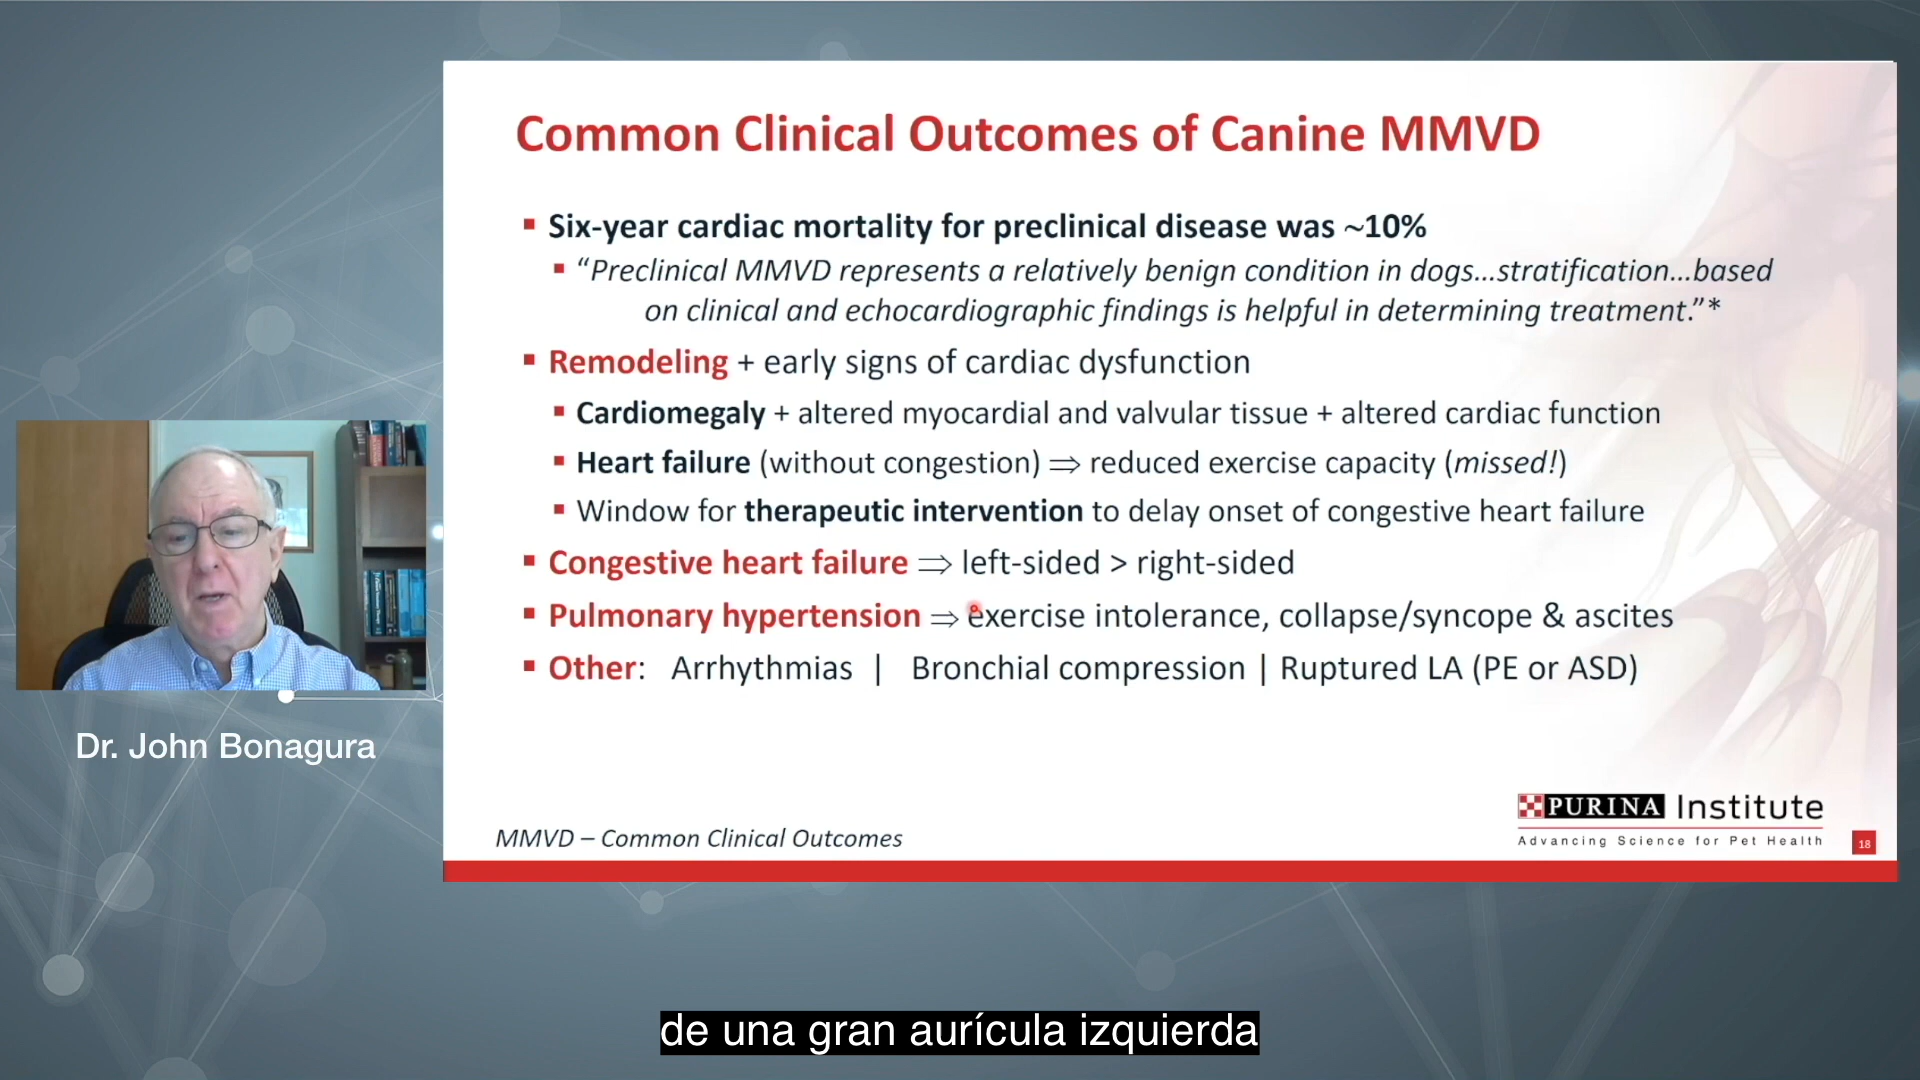 Common Clinical Outcomes of Canine MMVD
▪ Six-year cardiac mortality for preclinical disease was ~10%
▪ “Preclinical MMVD represents a relatively benign condition in dogs...stratification...based
on clinical and echocardiographic findings is helpful in determining treatment.”*
▪ Remodeling + early signs of cardiac dysfunction
▪ Cardiomegaly + altered myocardial and valvular tissue + altered cardiac function
▪ Heart failure (without congestion) ⇒ reduced exercise capacity (missed!)
▪ Window for therapeutic intervention to delay onset of congestive heart failure
▪ Congestive heart failure ⇒ left-sided > right-sided
▪ Pulmonary hypertension ⇒ exercise intolerance, collapse/syncope & ascites
▪ Other: Arrhythmias | Bronchial compression | Ruptured LA (PE or ASD)
Dr. John Bonagura
MMVD – Common Clinical Outcomes
PURINA Institute
Advancing Science for Pet Health
18
de una gran aurícula izquierda